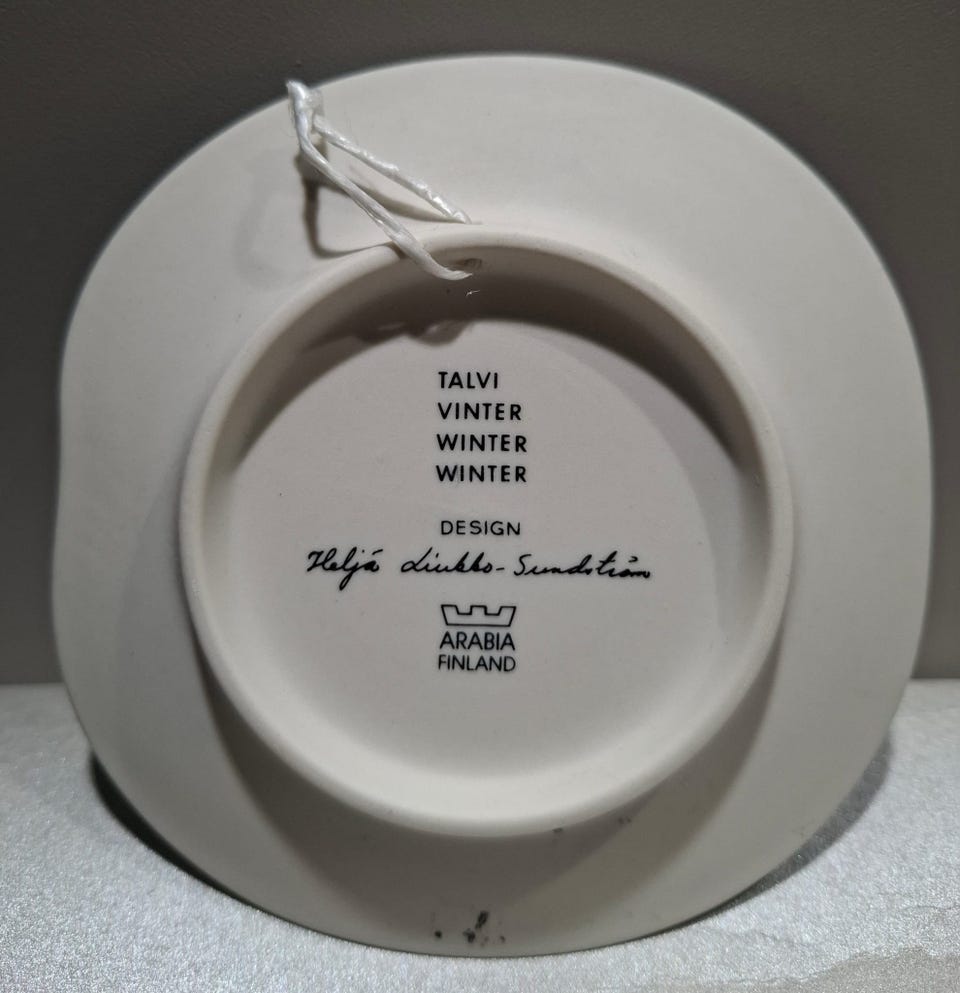 TALVI
VINTER
WINTER
WINTER
DESIGN
Heljä Liukko-Sundström
ARABIA
FINLAND